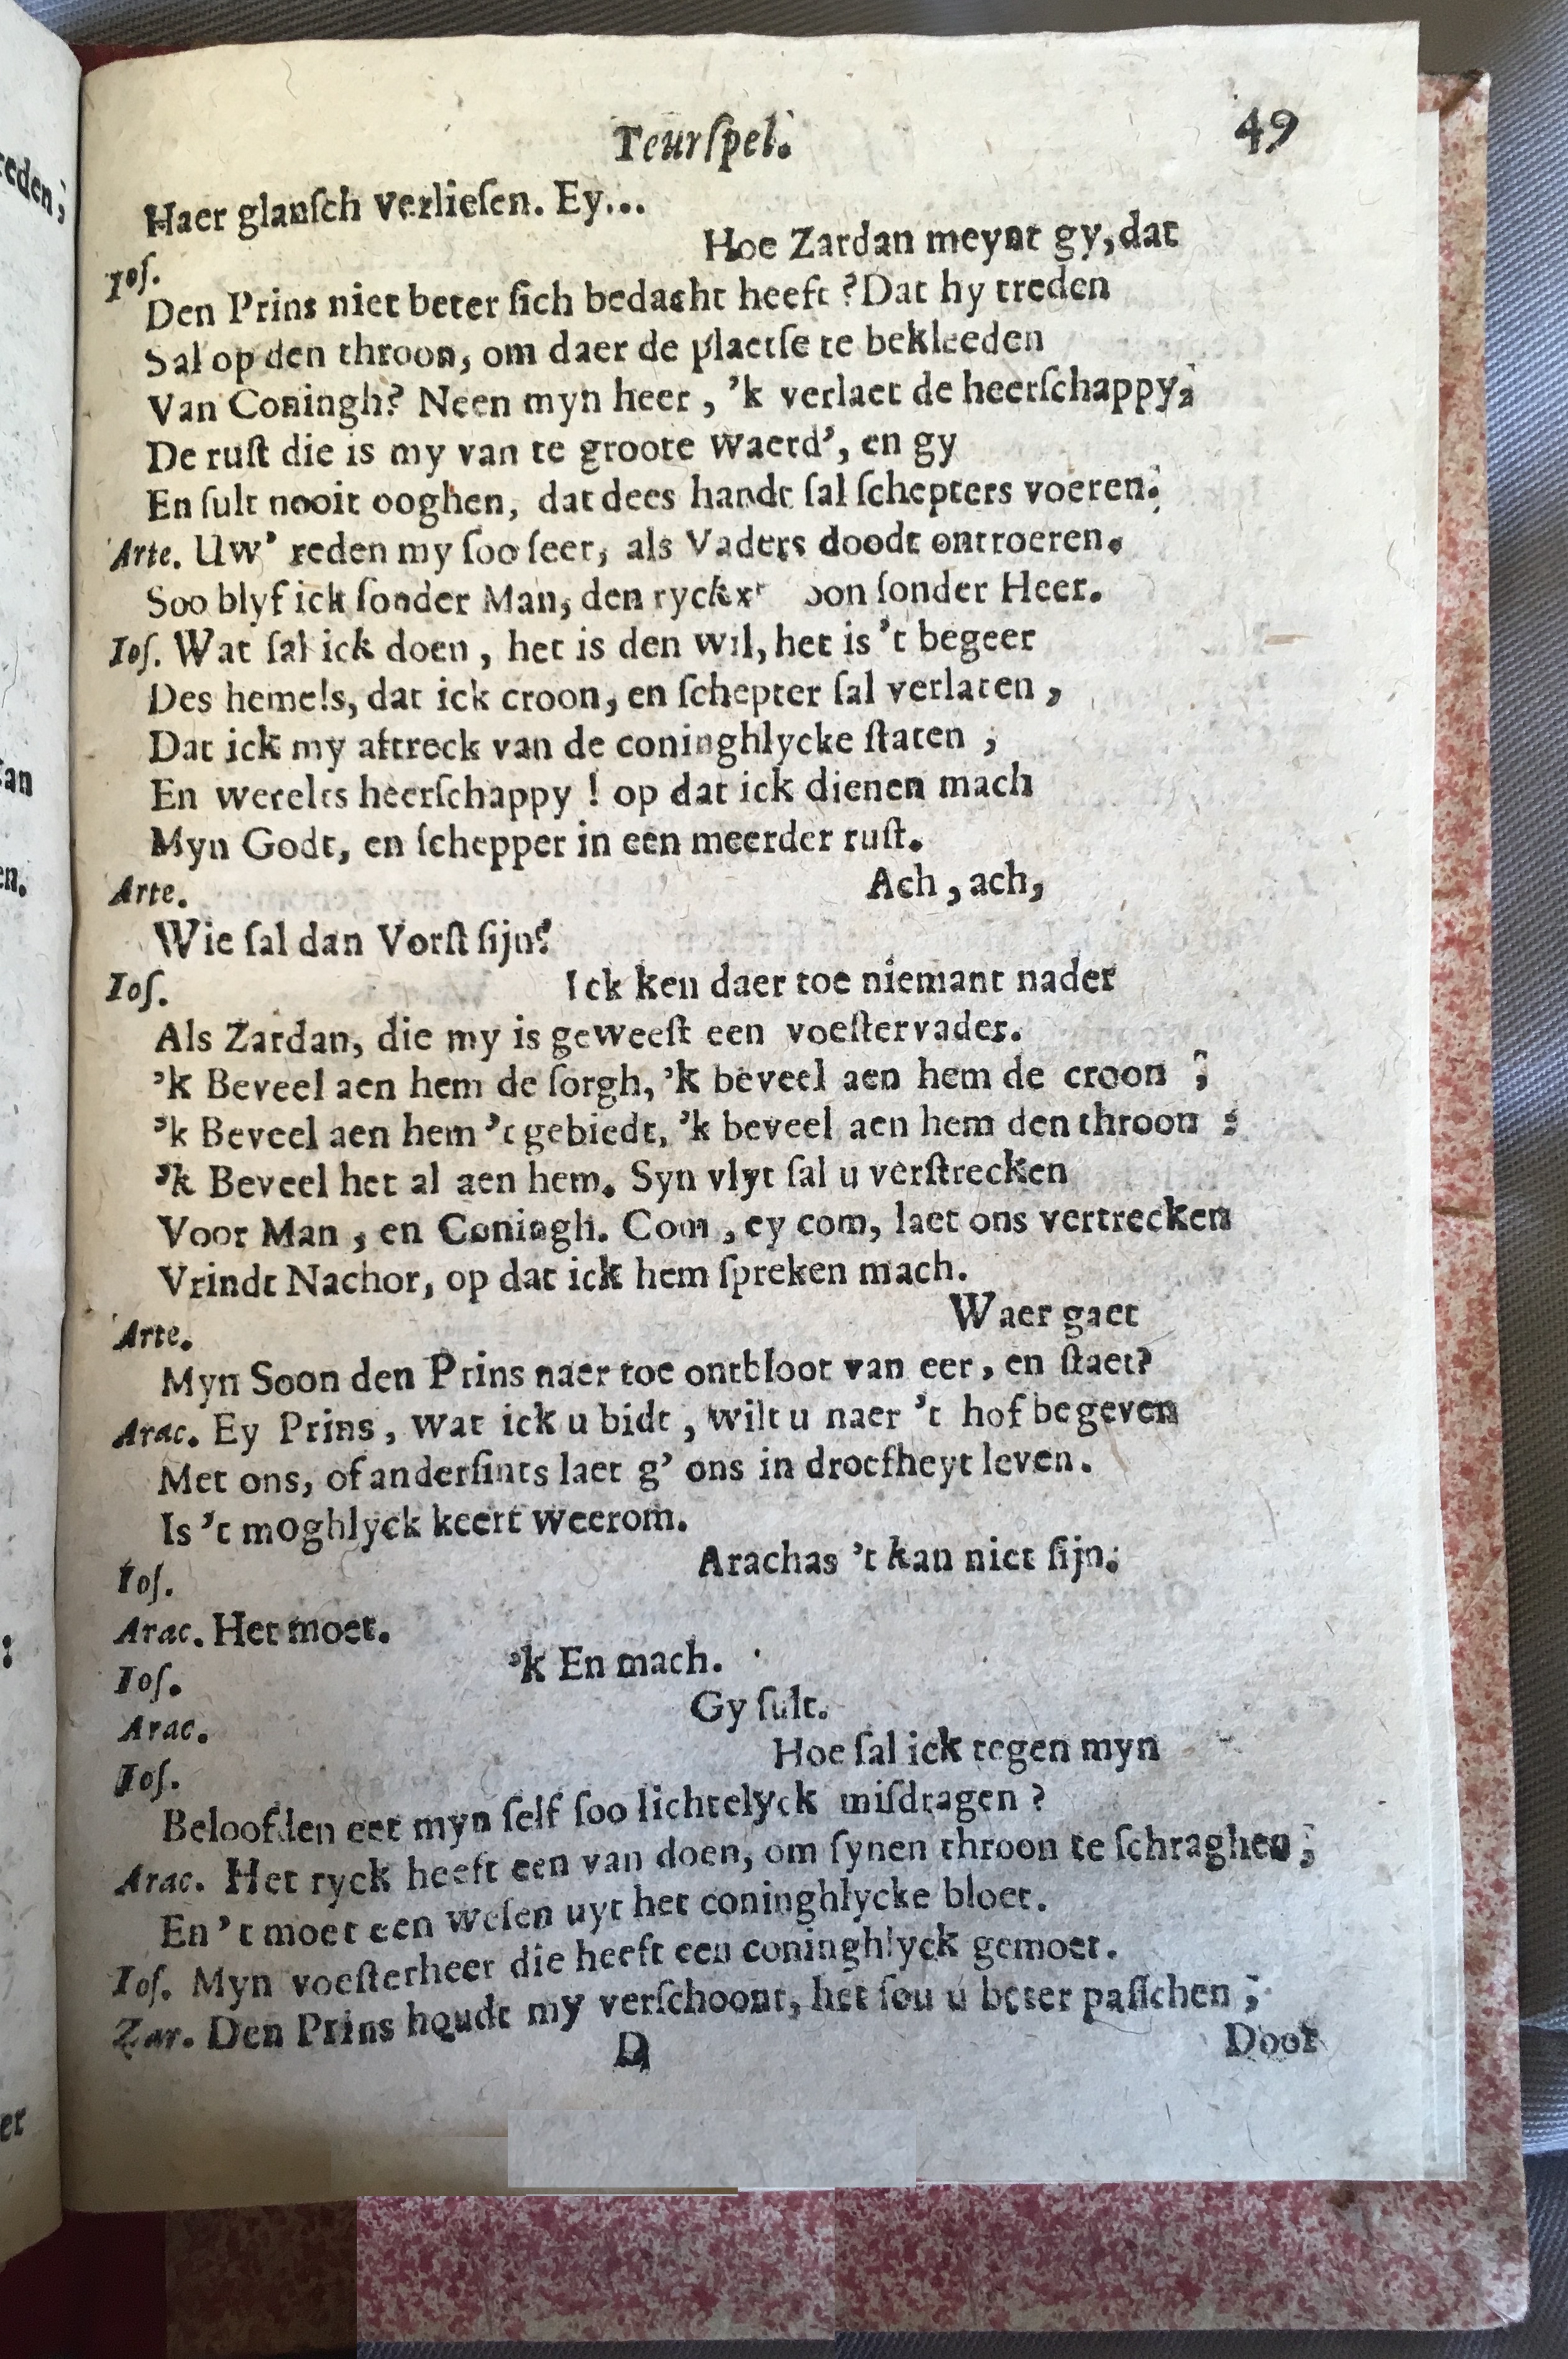 Teurſpel. 49
Haer glanſch verlieſen. Ey...
Ioſ. Hoe Zardan meynt gy, dat
Den Prins niet beter ſich bedacht heeft? Dat hy treden
Sal op den throon, om daer de plaetſe te bekleeden
Van Coningh? Neen myn heer, 'k verlaet de heerſchappy;
De ruſt die is my van te groote waerd', en gy
En ſult nooit ooghen, dat dees handt ſal ſchepters voeren.
Arte. Uw' reden my ſoo ſeer, als Vaders doodt ontroeren.
Soo blyf ick ſonder Man, den ſonder Heer.
Ioſ. Wat ſal ick doen, het is den wil, het is 't begeer
Des hemels, dat ick croon, en ſchepter ſal verlaten,
Dat ick my aftreck van de coninghlycke ſtaten;
En werelts heerſchappy! op dat ick dienen mach
Myn Godt, en ſchepper in een meerder ruſt.
Arte. Ach, ach,
Wie ſal dan Vorſt ſijn?
Ioſ. Ick ken daer toe niemant nader
Als Zardan, die my is geweeſt een voeſtervader.
'k Beveel aen hem de ſorgh, 'k beveel aen hem de croon;
'k Beveel aen hem 't gebiedt, 'k beveel aen hem den throon:
'k Beveel het al aen hem. Syn vlyt ſal u verſtrecken
Voor Man, en Coningh. Com, ey com, laet ons vertrecken
Vrindt Nachor, op dat ick hem ſpreken mach.
Arte. Waer gaet
Myn Soon den Prins naer toe ontbloot van eer, en ſtaet?
Arac. Ey Prins, wat ick u bidt, wilt u naer 't hof begeven
Met ons, of anderſints laet g' ons in droefheyt leven.
Is 't moghlyck keert weerom.
Ioſ. Arachas 't kan niet ſijn.
Arac. Het moet.
Ioſ. 'k En mach.
Arac. Gy ſult.
Ioſ. Hoe ſal ick tegen myn
Beloofden eet myn ſelf ſoo lichtelyck miſdragen?
Arac. Het ryck heeft een van doen, om ſynen throon te ſchraghen;
En 't moet een weſen uyt het coninghlycke bloet.
Ioſ. Myn voeſterheer die heeft een coninghlyck gemoet.
Zar. Den Prins houdt my verſchoont, het ſou u beter paſſchen;
D Door
reden;
an
en.
:
er